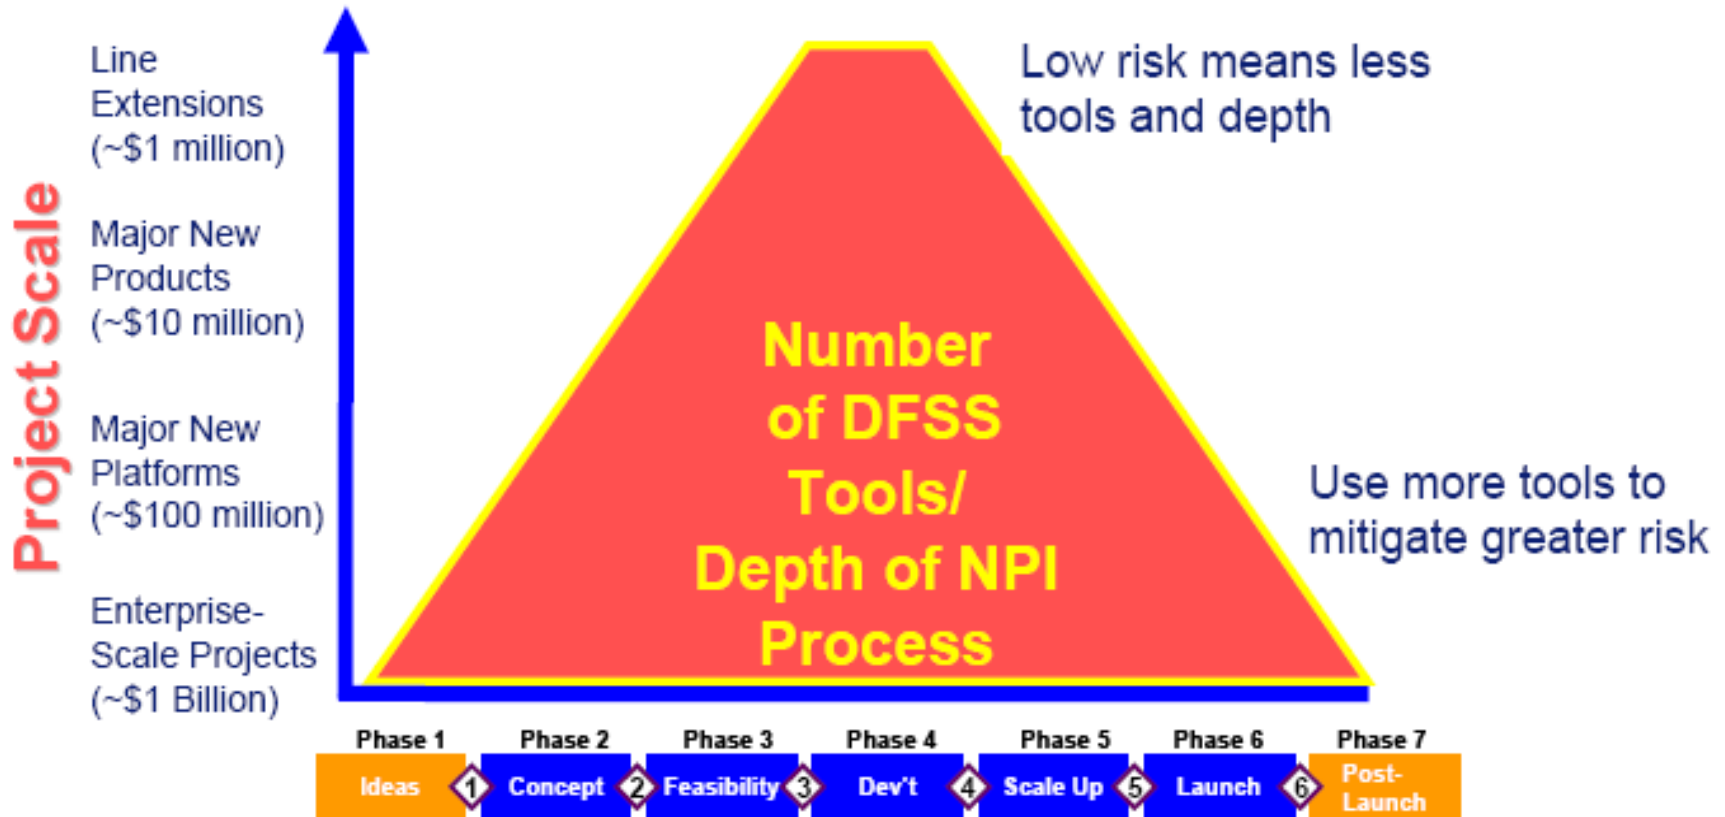 Project Scale
Line
Extensions
(~$1 million)
Major New
Products
(~$10 million)
Major New
Platforms
(~$100 million)
Enterprise-
Scale Projects
(~$1 Billion)
Low risk means less
tools and depth
Number
of DFSS
Tools/
Depth of NPI
Process
Use more tools to
mitigate greater risk
Phase 1
Phase 2
Phase 3
Phase 4
Phase 5
Phase 6
Phase 7
Ideas
1
Concept
2
Feasibility
3
Dev't
4
Scale Up
5
Launch
6
Post-
Launch